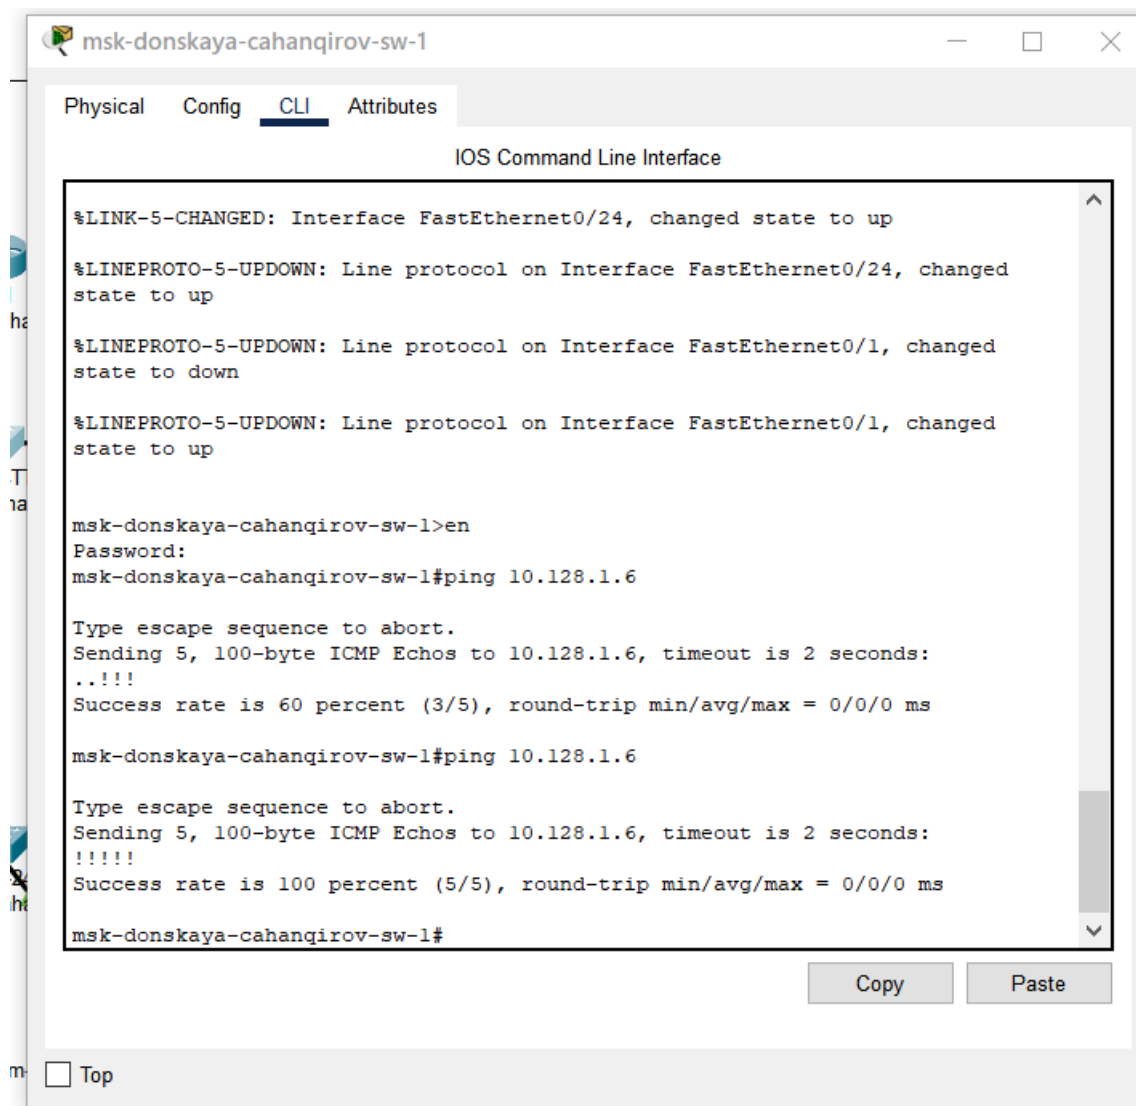 msk-donskaya-cahanqirov-sw-1
Physical Config CLI Attributes
IOS Command Line Interface
%LINK-5-CHANGED: Interface FastEthernet0/24, changed state to up
%LINEPROTO-5-UPDOWN: Line protocol on Interface FastEthernet0/24, changed
state to up
%LINEPROTO-5-UPDOWN: Line protocol on Interface FastEthernet0/1, changed
state to down
%LINEPROTO-5-UPDOWN: Line protocol on Interface FastEthernet0/1, changed
state to up
msk-donskaya-cahanqirov-sw-1>en
Password:
msk-donskaya-cahanqirov-sw-1#ping 10.128.1.6
Type escape sequence to abort.
Sending 5, 100-byte ICMP Echos to 10.128.1.6, timeout is 2 seconds:
..!!!
Success rate is 60 percent (3/5), round-trip min/avg/max = 0/0/0 ms
msk-donskaya-cahanqirov-sw-1#ping 10.128.1.6
Type escape sequence to abort.
Sending 5, 100-byte ICMP Echos to 10.128.1.6, timeout is 2 seconds:
!!!!!
Success rate is 100 percent (5/5), round-trip min/avg/max = 0/0/0 ms
msk-donskaya-cahanqirov-sw-1#
Copy Paste
Top